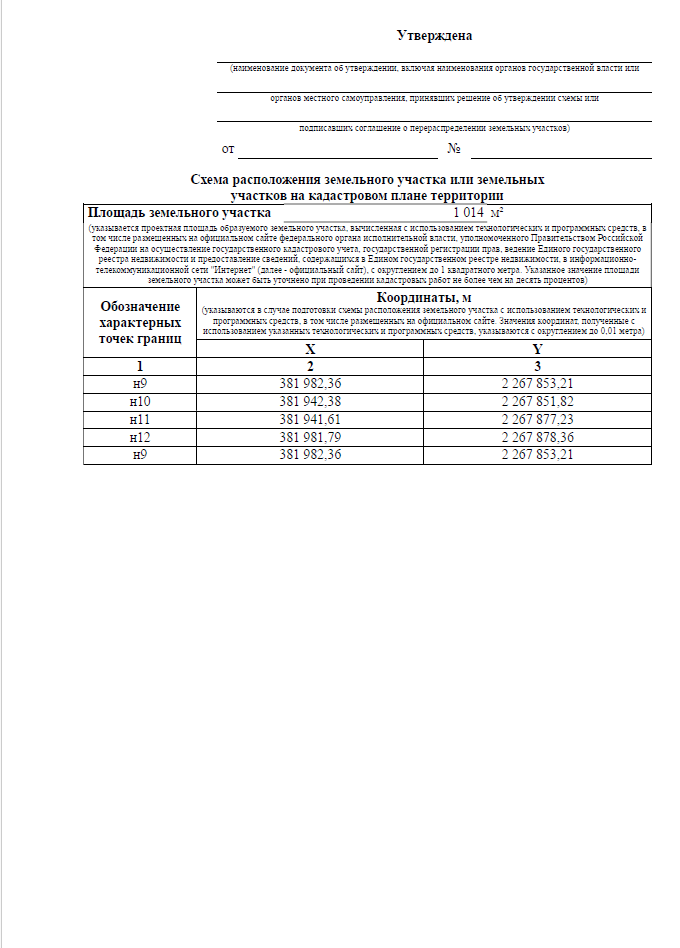 Утверждена
(наименование документа об утверждении, включая наименования органов государственной власти или
органов местного самоуправления, принявших решение об утверждении схемы или
подписавших соглашение о перераспределении земельных участков)
от №
Схема расположения земельного участка или земельных
участков на кадастровом плане территории
Площадь земельного участка 1 014 м²
(указывается проектная площадь образуемого земельного участка, вычисленная с использованием технологических и программных средств, в
том числе размещенных на официальном сайте федерального органа исполнительной власти, уполномоченного Правительством Российской
Федерации на осуществление государственного кадастрового учета, государственной регистрации прав, ведение Единого государственного
реестра недвижимости и предоставление сведений, содержащихся в Едином государственном реестре недвижимости, в информационно-
телекоммуникационной сети "Интернет" (далее - официальный сайт), с округлением до 1 квадратного метра. Указанное значение площади
земельного участка может быть уточнено при проведении кадастровых работ не более чем на десять процентов)
Обозначение
характерных
точек границ
Координаты, м
(указываются в случае подготовки схемы расположения земельного участка с использованием технологических и
программных средств, в том числе размещенных на официальном сайте. Значения координат, полученные с
использованием указанных технологических и программных средств, указываются с округлением до 0,01 метра)
X Y
1 2 3
н9 381 982,36 2 267 853,21
н10 381 942,38 2 267 851,82
н11 381 941,61 2 267 877,23
н12 381 981,79 2 267 878,36
н9 381 982,36 2 267 853,21